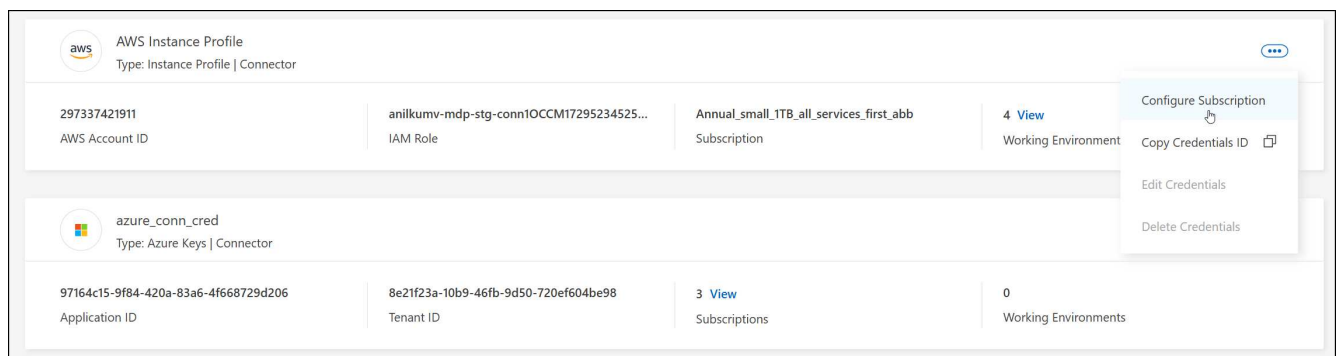 aws
AWS Instance Profile
Type: Instance Profile | Connector
297337421911
AWS Account ID
anilkumv-mdp-stg-conn1OCCM17295234525...
IAM Role
Annual_small_1TB_all_services_first_abb
Subscription
4 View
Working Environment
Configure Subscription
Copy Credentials ID
Edit Credentials
Delete Credentials
azure_conn_cred
Type: Azure Keys | Connector
97164c15-9f84-420a-83a6-4f668729d206
Application ID
8e21f23a-10b9-46fb-9d50-720ef604be98
Tenant ID
3 View
Subscriptions
0
Working Environments